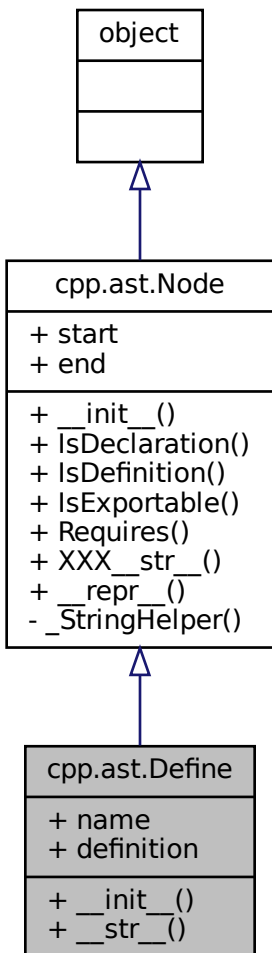 object
cpp.ast.Node
+ start
+ end
+ __init__()
+ IsDeclaration()
+ IsDefinition()
+ IsExportable()
+ Requires()
+ XXX__str__()
+ __repr__()
- _StringHelper()
cpp.ast.Define
+ name
+ definition
+ __init__()
+ __str__()